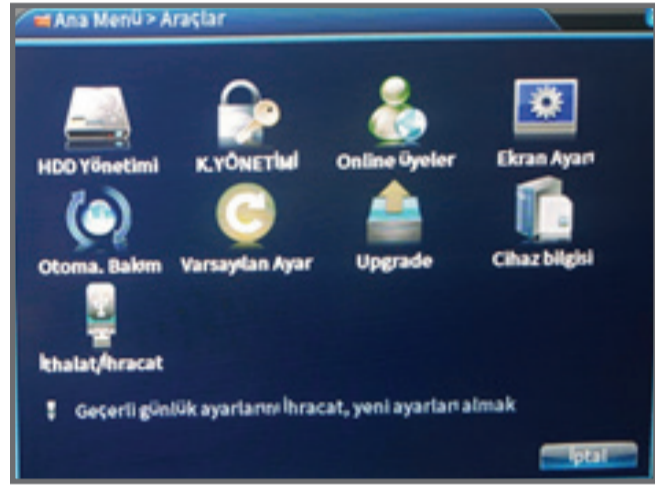 Ana Menü > Araçlar
HDD Yönetimi K.YÖNETİMİ Online Üyeler Ekran Ayarı
Otoma. Bakım Varsayılan Ayar Upgrade Cihaz bilgisi
İthalat/İhracat
Geçerli günlük ayarlarını İhracat, yeni ayarları almak
İptal